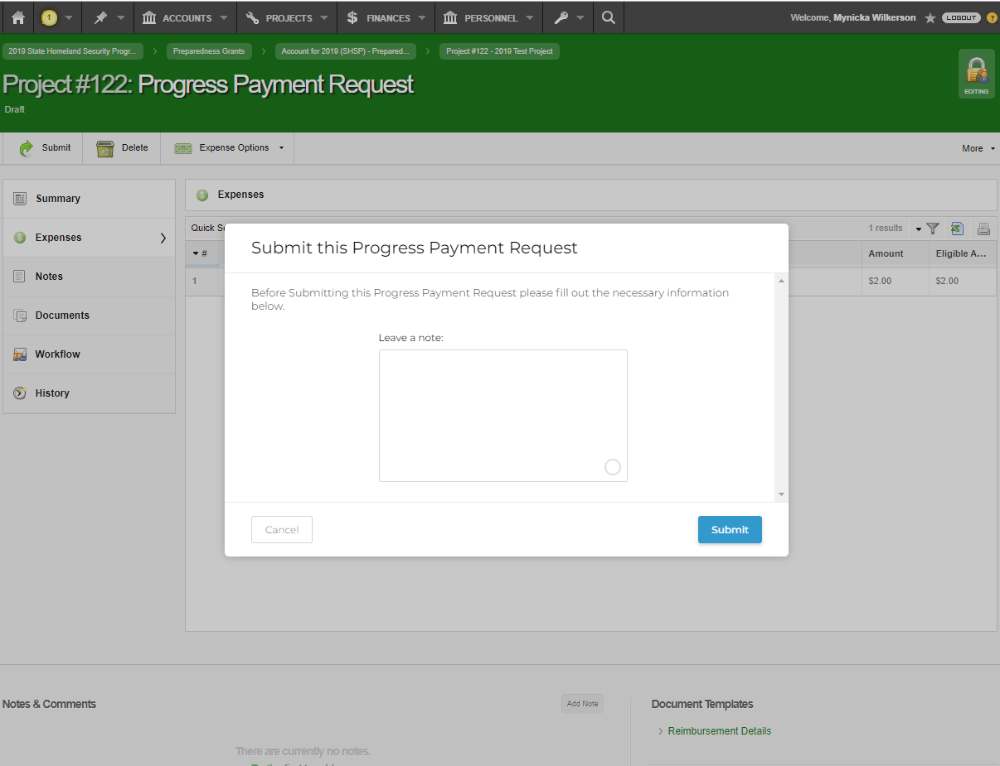 1
ACCOUNTS
PROJECTS
$ FINANCES
PERSONNEL
Welcome, Mynicka Wilkerson
LOGOUT
?
2019 State Homeland Security Progr...
Preparedness Grants
Account for 2019 (SHSP) - Prepared...
Project #122 - 2019 Test Project
Project #122: Progress Payment Request
Draft
EDITING
Submit
Delete
Expense Options
More
Summary
Expenses
Notes
Documents
Workflow
History
Expenses
Quick
1 results
#
Amount
Eligible A...
1
$2.00
$2.00
Submit this Progress Payment Request
Before Submitting this Progress Payment Request please fill out the necessary information
below.
Leave a note:
Cancel
Submit
Notes & Comments
Add Note
Document Templates
Reimbursement Details
There are currently no notes.